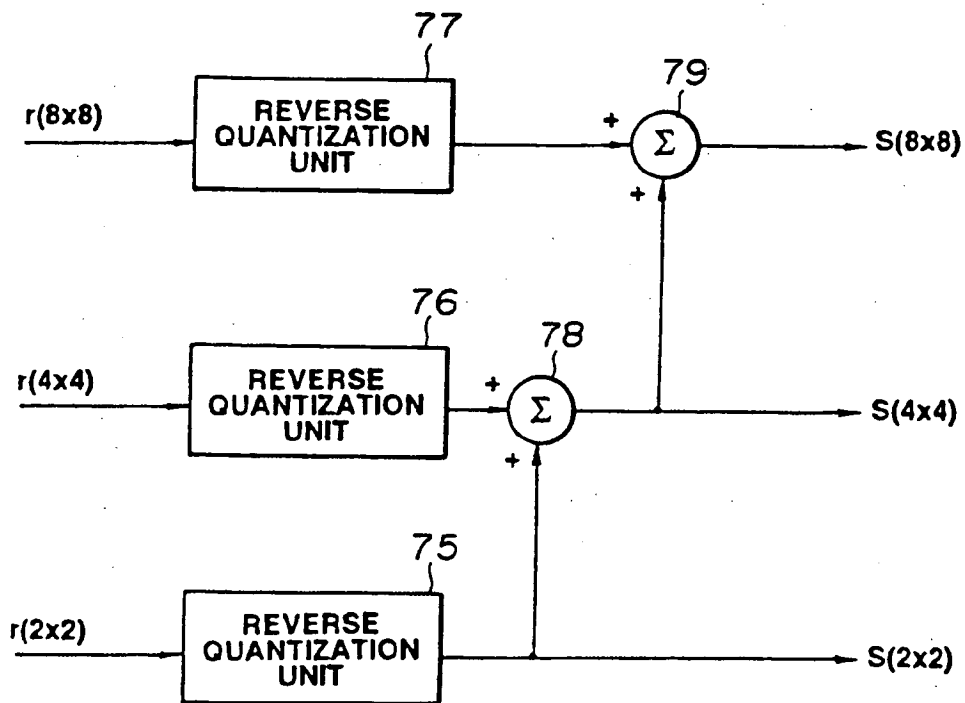 77
79
r(8x8)
REVERSE
QUANTIZATION
UNIT
+
Σ
S(8x8)
+
76
78
r(4x4)
REVERSE
QUANTIZATION
UNIT
+
Σ
S(4x4)
+
75
r(2x2)
REVERSE
QUANTIZATION
UNIT
S(2x2)